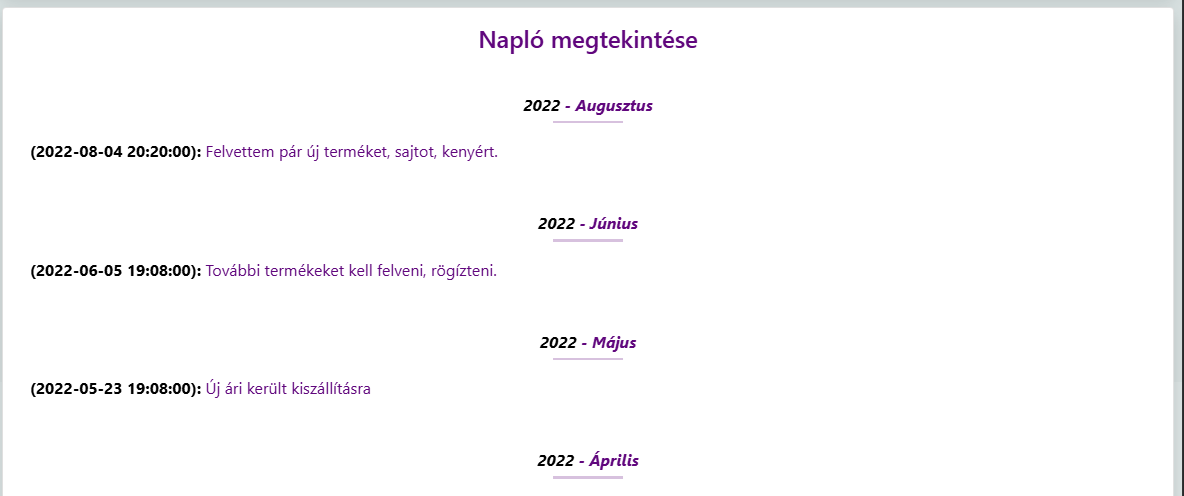 Napló megtekintése
2022 - Augusztus
(2022-08-04 20:20:00): Felvettem pár új terméket, sajtot, kenyért.
2022 - Június
(2022-06-05 19:08:00): További termékeket kell felveni, rögízteni.
2022 - Május
(2022-05-23 19:08:00): Új ári került kiszállításra
2022 - Április